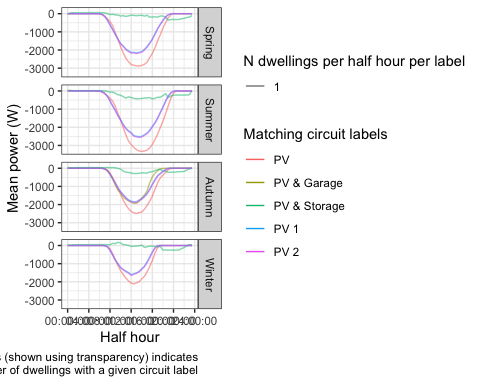 0
-1000
-2000
-3000
Spring
0
-1000
-2000
-3000
Summer
0
-1000
-2000
-3000
Autumn
0
-1000
-2000
-3000
Winter
Mean power (W)
Half hour
(shown using transparency) indicates
of dwellings with a given circuit label
N dwellings per half hour per label
1
Matching circuit labels
PV
PV & Garage
PV & Storage
PV 1
PV 2